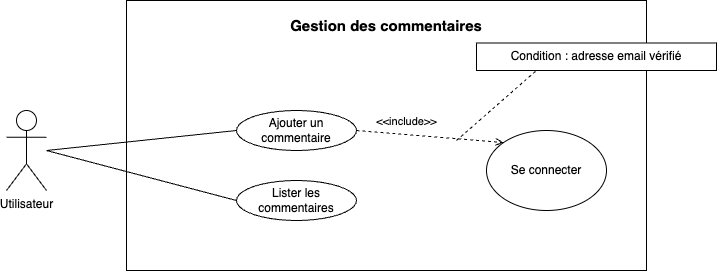 Gestion des commentaires
Condition : adresse email vérifié
Ajouter un
commentaire
<<include>>
Se connecter
Lister les
commentaires
Utilisateur